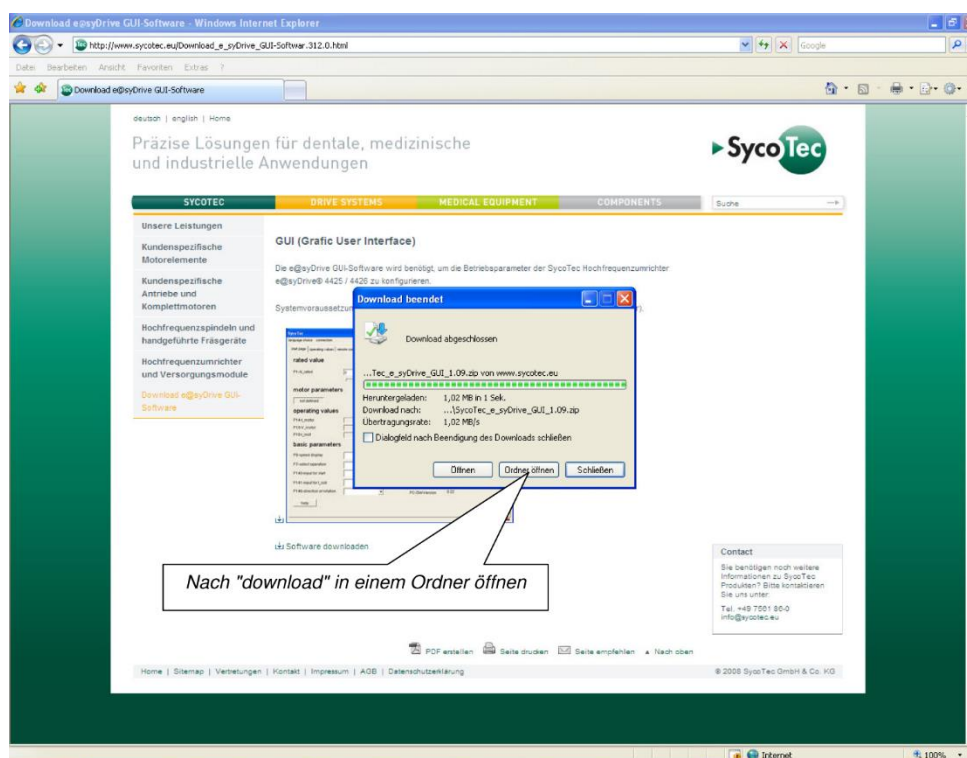 Download e@syDrive GUI-Software - Windows Internet Explorer
http://www.sycotec.eu/Download_e_syDrive_GUI-Softwar.312.0.html
Google
Datei Bearbeiten Ansicht Favoriten Extras ?
Download e@syDrive GUI-Software
deutsch | english | Home
Präzise Lösungen für dentale, medizinische
und industrielle Anwendungen
SycoTec
SYCOTEC DRIVE SYSTEMS MEDICAL EQUIPMENT COMPONENTS
Suche
Unsere Leistungen
Kundenspezifische
Motorelemente
Kundenspezifische
Antriebe und
Komplettmotoren
Hochfrequenzspindeln und
handgeführte Fräsgeräte
Hochfrequenzumrichter
und Versorgungsmodule
Download e@syDrive GUI-
Software
GUI (Grafic User Interface)
Die e@syDrive GUI-Software wird benötigt, um die Betriebsparameter der SycoTec Hochfrequenzumrichter
e@syDrive® 4425 / 4426 zu konfigurieren.
rated value
motor parameters
operating values
basic parameters
Download beendet
Download abgeschlossen
...Tec_e_syDrive_GUI_1.09.zip von www.sycotec.eu
Heruntergeladen: 1,02 MB in 1 Sek.
Download nach: ...\SycoTec_e_syDrive_GUI_1.09.zip
Übertragungsrate: 1,02 MB/s
Dialogfeld nach Beendigung des Downloads schließen
Öffnen Ordner öffnen Schließen
Software downloaden
Nach "download" in einem Ordner öffnen
Contact
Sie benötigen noch weitere
Informationen zu SycoTec
Produkten? Bitte kontaktieren
Sie uns unter:
Tel. +49 7561 86-0
info@sycotec.eu
PDF erstellen Seite drucken Seite empfehlen Nach oben
Home | Sitemap | Vertretungen | Kontakt | Impressum | AGB | Datenschutzerklärung
© 2008 SycoTec GmbH & Co. KG
Internet
100%